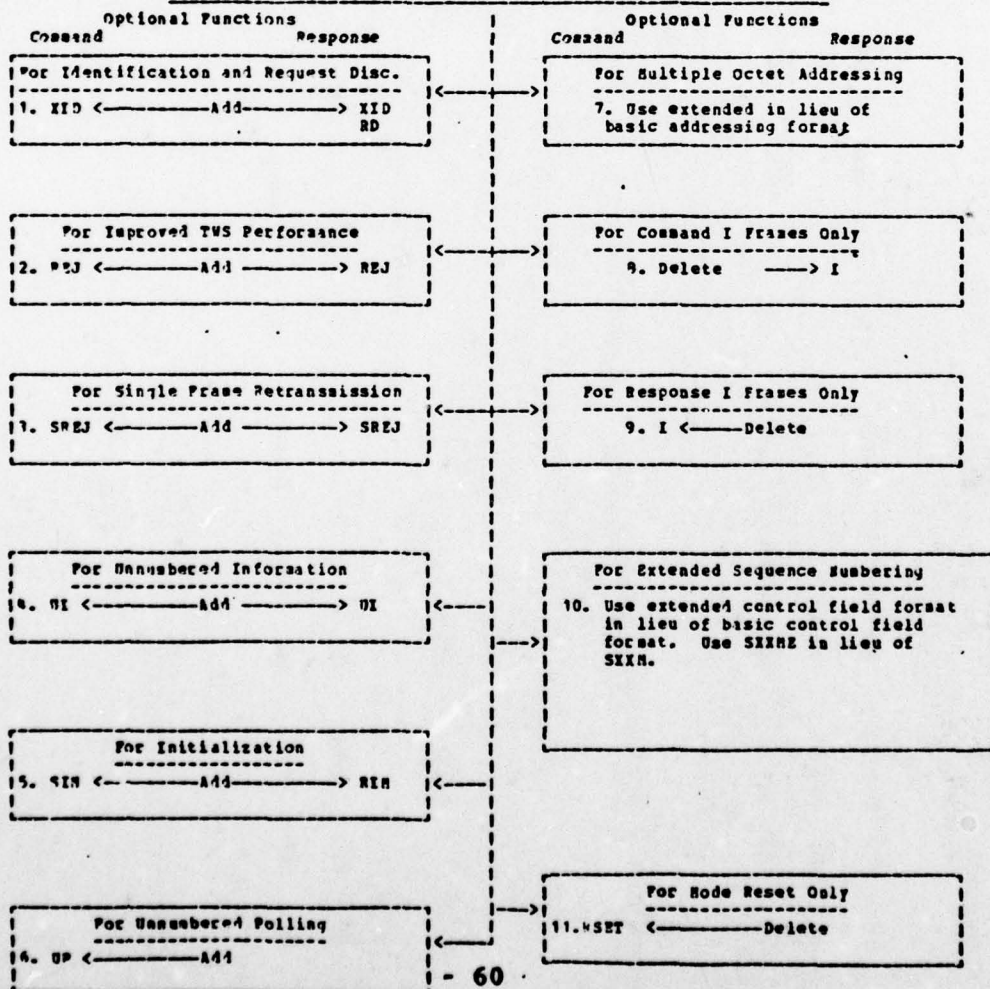 Optional Functions
Command Response
For Identification and Request Disc.
1. XID <--------Add--------> XID
RD
For Improved TWS Performance
2. REJ <--------Add--------> REJ
For Single Frame Retransmission
3. SREJ <--------Add--------> SREJ
For Unnumbered Information
4. UI <--------Add--------> UI
For Initialization
5. SIM <--------Add--------> RIM
For Unnumbered Polling
6. UP <--------Add
Optional Functions
Command Response
For Multiple Octet Addressing
7. Use extended in lieu of
basic addressing format
For Command I Frames Only
8. Delete ----> I
For Response I Frames Only
9. I <-----Delete
For Extended Sequence Numbering
10. Use extended control field format
in lieu of basic control field
format. Use SXXME in lieu of
SXXM.
For Mode Reset Only
11. RSET <--------Delete
- 60